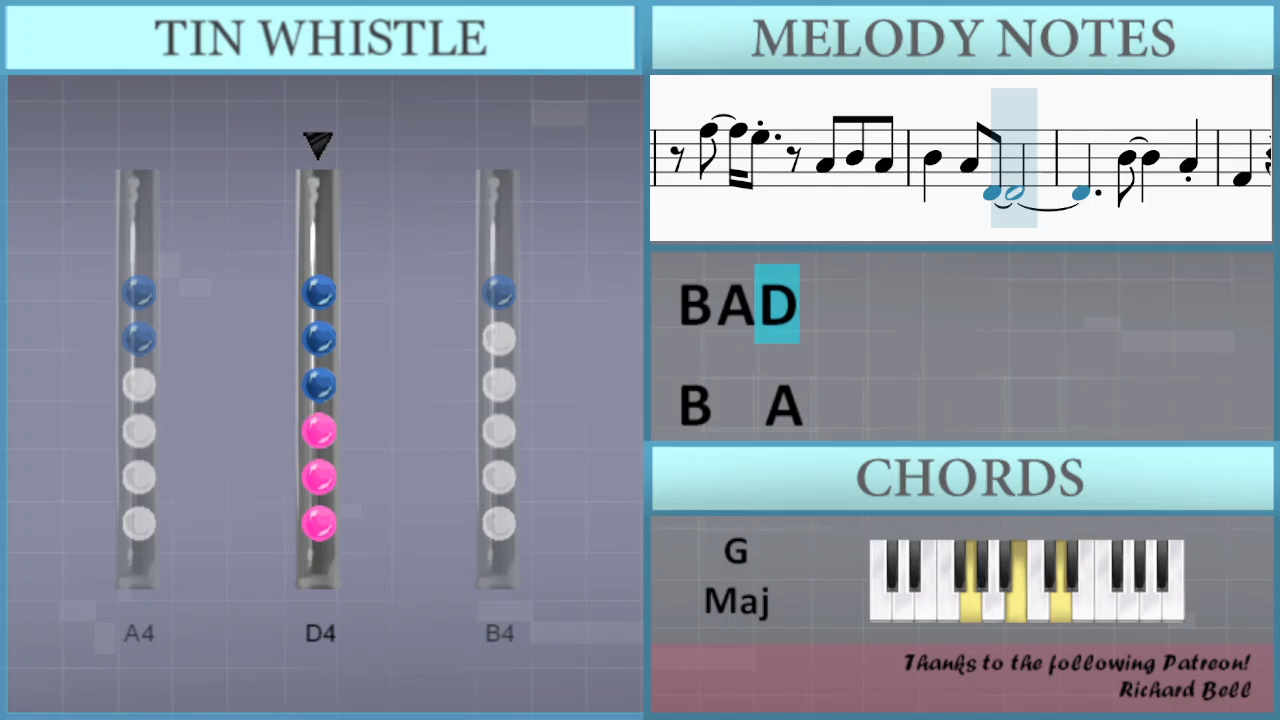 TIN WHISTLE
A4
D4
B4
MELODY NOTES
BAD
B A
CHORDS
G
Maj
Thanks to the following Patreon!
Richard Bell